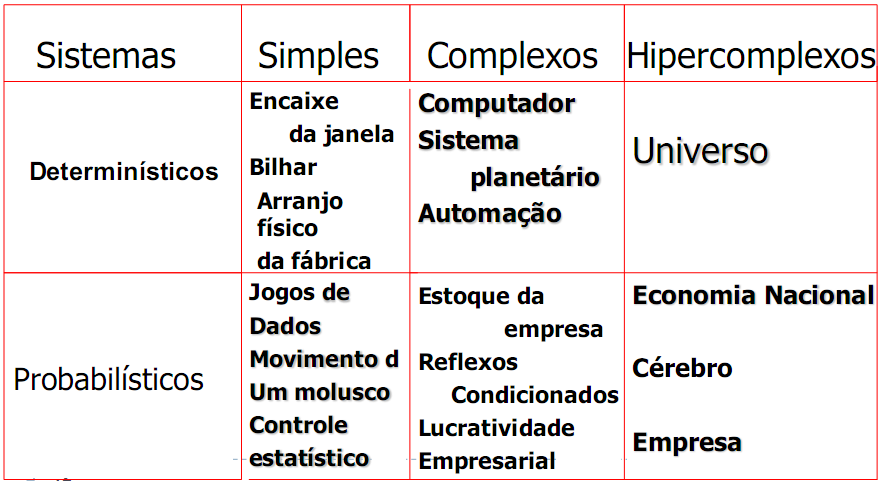 Sistemas
Simples
Complexos
Hipercomplexos
Determinísticos
Encaixe
da janela
Bilhar
Arranjo
físico
da fábrica
Computador
Sistema
planetário
Automação
Universo
Probabilísticos
Jogos de
Dados
Movimento d
Um molusco
Controle
estatístico
Estoque da
empresa
Reflexos
Condicionados
Lucratividade
Empresarial
Economia Nacional
Cérebro
Empresa